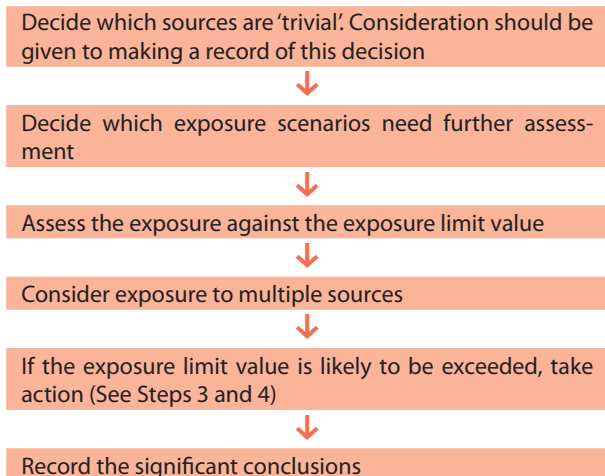 Decide which sources are ‘trivial’. Consideration should be
given to making a record of this decision
Decide which exposure scenarios need further assess-
ment
Assess the exposure against the exposure limit value
Consider exposure to multiple sources
If the exposure limit value is likely to be exceeded, take
action (See Steps 3 and 4)
Record the significant conclusions